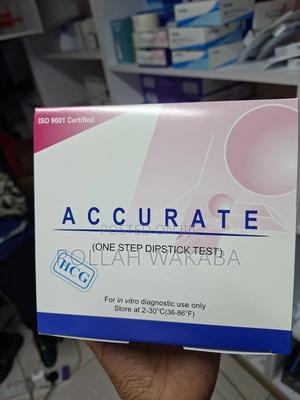 ISO 9001 Certified
ACCURATE
POSTED ON
(ONE STEP DIPSTICK TEST)
ROLLAH WAKABA
HCG
For in vitro diagnostic use only
Store at 2-30°C(36-86°F)